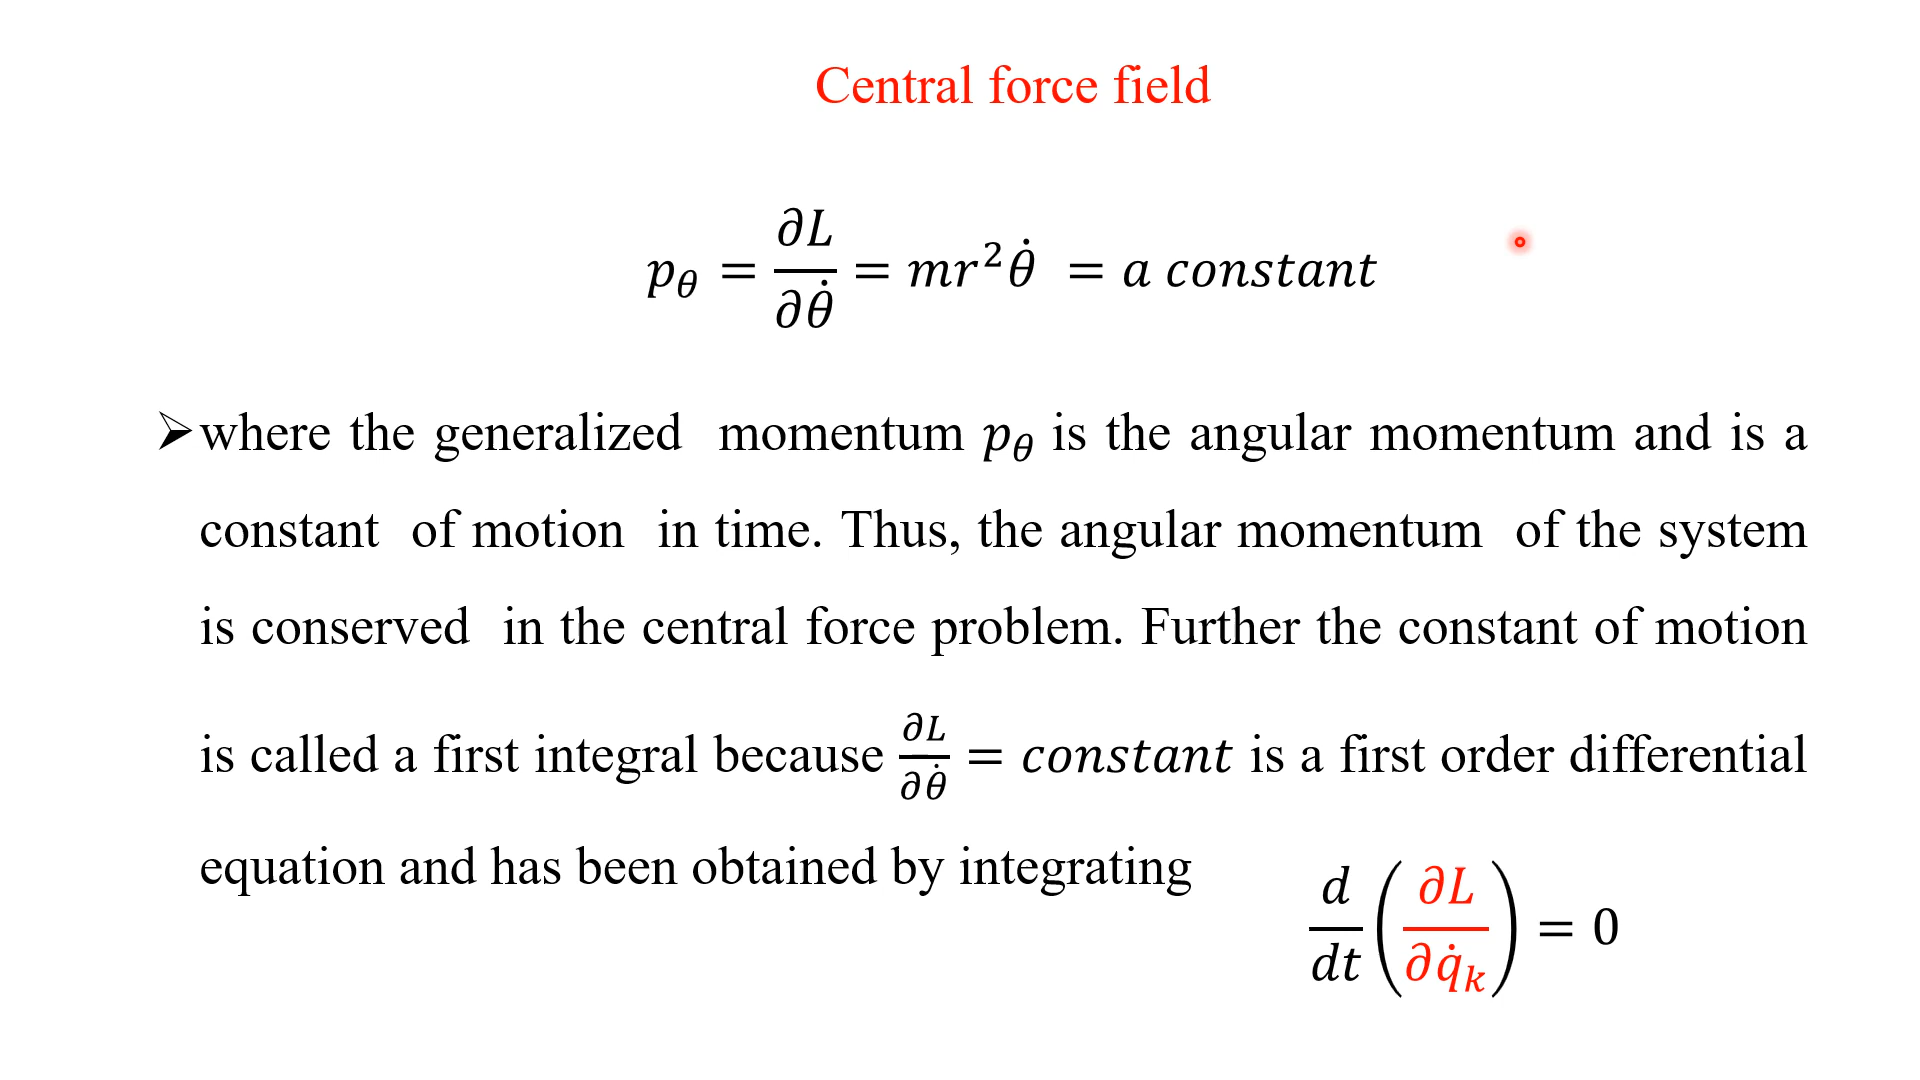 Central force field
p_θ = ∂L/∂θ̇ = mr²θ̇ = a constant
➢where the generalized momentum p_θ is the angular momentum and is a
constant of motion in time. Thus, the angular momentum of the system
is conserved in the central force problem. Further the constant of motion
is called a first integral because ∂L/∂θ̇ = constant is a first order differential
equation and has been obtained by integrating
d/dt (∂L/∂q̇_k) = 0